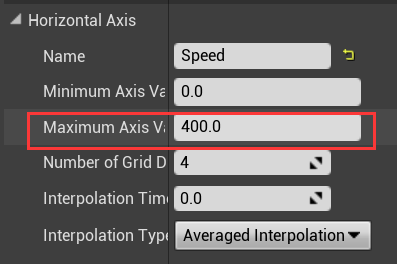 Horizontal Axis
Name Speed
Minimum Axis Va 0.0
Maximum Axis Va 400.0
Number of Grid D 4
Interpolation Time 0.0
Interpolation Type Averaged Interpolation